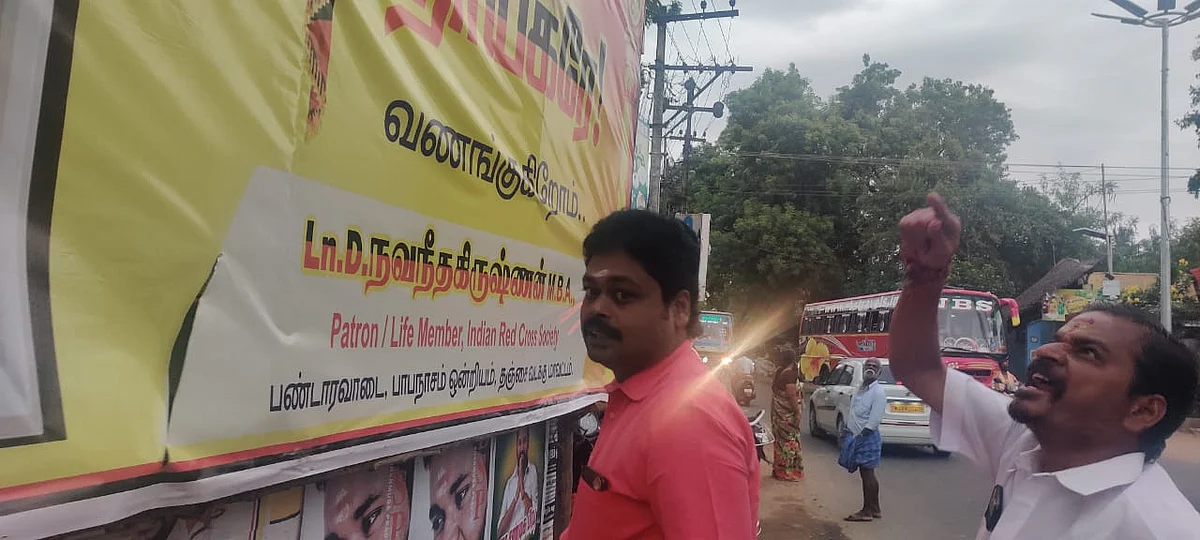 வணங்குகிறோம்..
Ln.D.நவநீதகிருஷ்ணன் M.B.A.,
Patron / Life Member, Indian Red Cross Society
பண்டாரவாடை, பாபநாசம் ஒன்றியம், தஞ்சை வடக்கு மாவட்டம்.